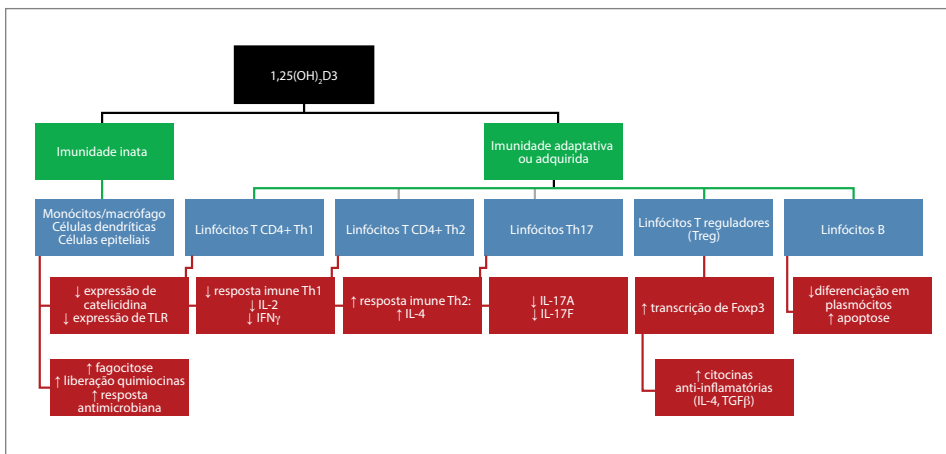 1,25(OH)₂D3
Imunidade inata
Imunidade adaptativa
ou adquirida
Monócitos/macrófago
Células dendríticas
Células epiteliais
Linfócitos T CD4+ Th1
Linfócitos T CD4+ Th2
Linfócitos Th17
Linfócitos T reguladores
(Treg)
Linfócitos B
↓ expressão de
catelicidina
↓ expressão de TLR
↓ resposta imune Th1
↓ IL-2
↓ IFNγ
↑ resposta imune Th2:
↑ IL-4
↓ IL-17A
↓ IL-17F
↑ transcrição de Foxp3
↓diferenciação em
plasmócitos
↑ apoptose
↑ fagocitose
↑ liberação quimiocinas
↑ resposta
antimicrobiana
↑ citocinas
anti-inflamatórias
(IL-4, TGFβ)